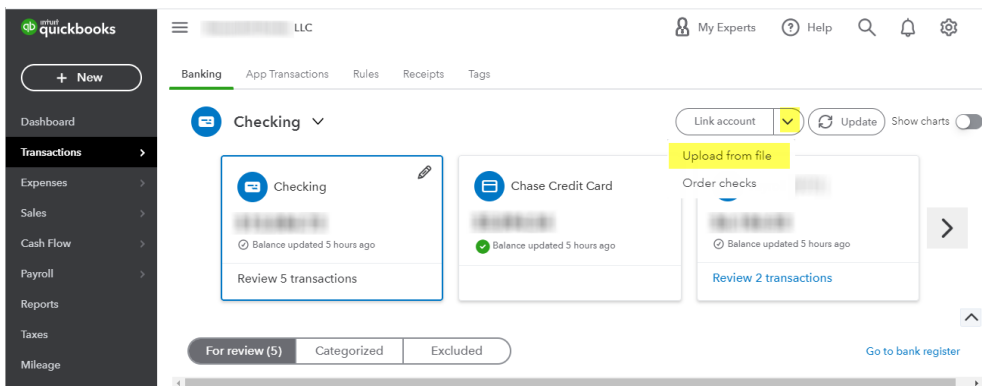 intuit
quickbooks
LLC
My Experts
Help
+ New
Banking
App Transactions
Rules
Receipts
Tags
Dashboard
Transactions
Expenses
Sales
Cash Flow
Payroll
Reports
Taxes
Mileage
Checking
Link account
Update
Show charts
Upload from file
Order checks
Checking
Balance updated 5 hours ago
Review 5 transactions
Chase Credit Card
Balance updated 5 hours ago
Balance updated 5 hours ago
Review 2 transactions
For review (5)
Categorized
Excluded
Go to bank register